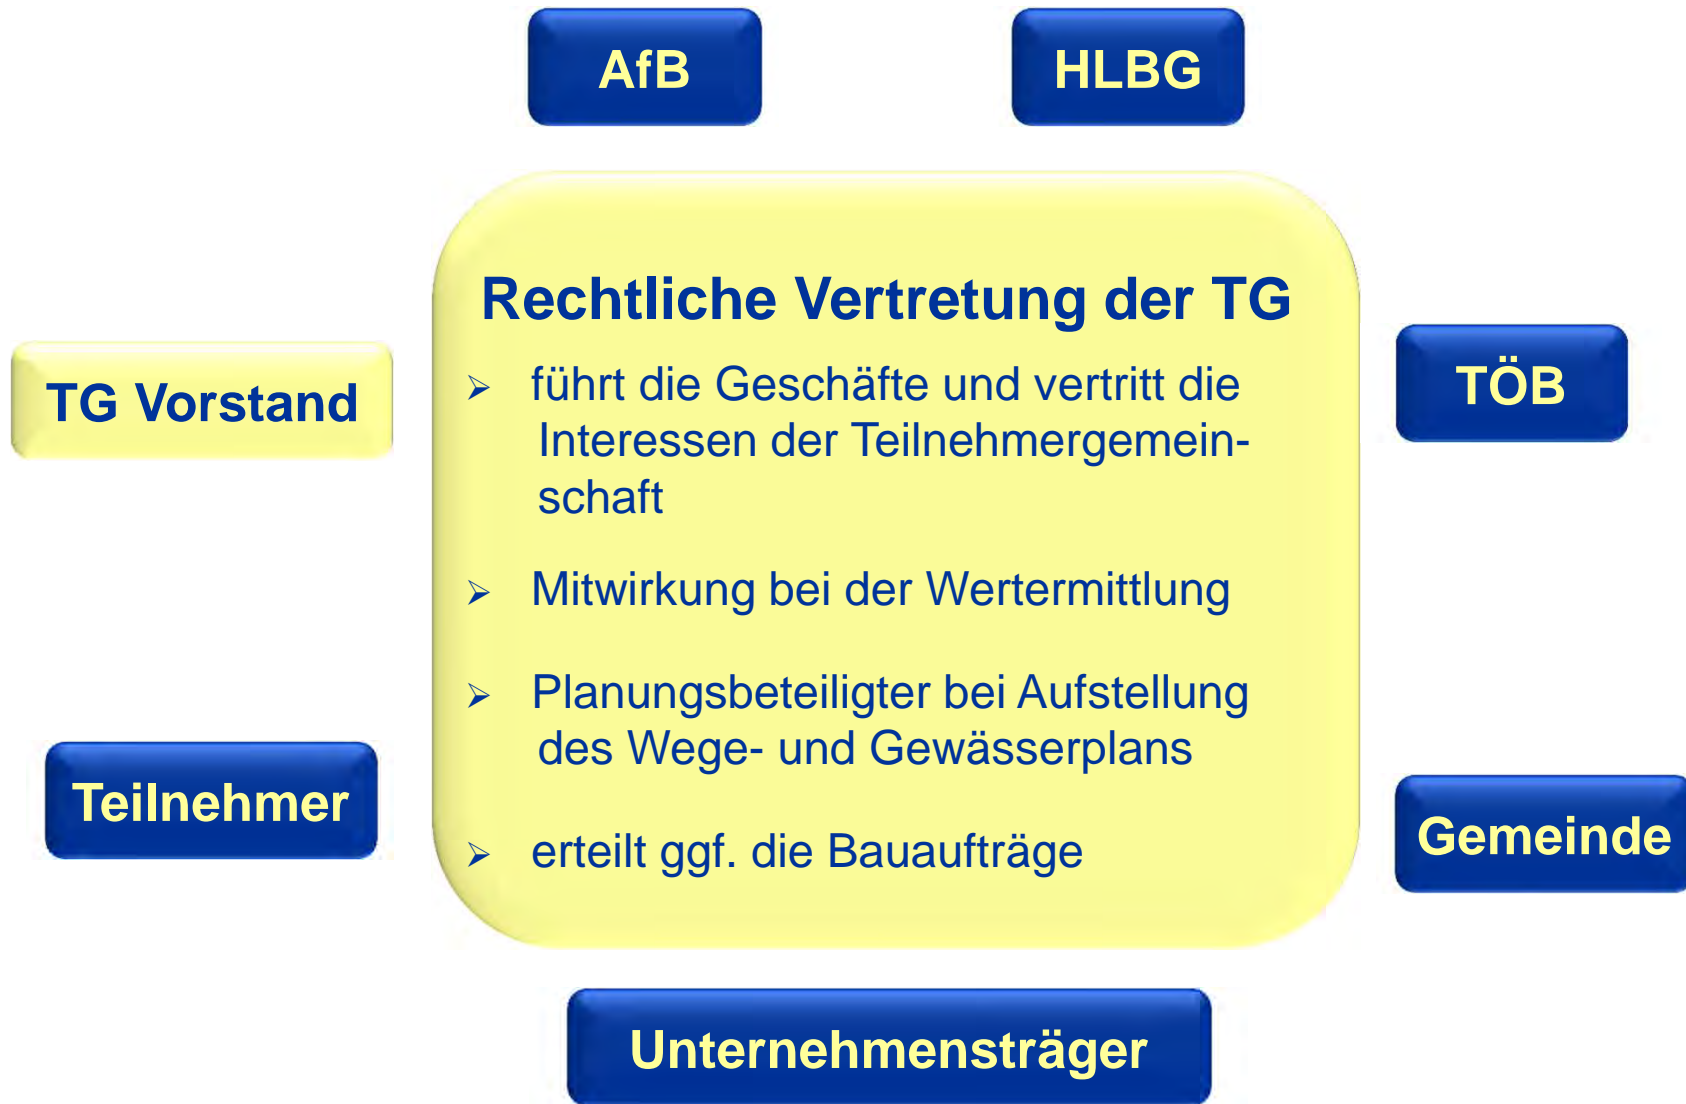 AfB
HLBG
Rechtliche Vertretung der TG
➢ führt die Geschäfte und vertritt die
Interessen der Teilnehmergemein-
schaft
➢ Mitwirkung bei der Wertermittlung
➢ Planungsbeteiligter bei Aufstellung
des Wege- und Gewässerplans
➢ erteilt ggf. die Bauaufträge
TG Vorstand
TÖB
Teilnehmer
Gemeinde
Unternehmensträger